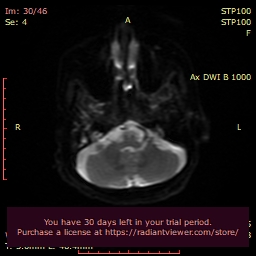 Im: 30/46
Se: 4
A
STP100
STP100
F
Ax DWI B 1000
R
L
You have 30 days left in your trial period.
Purchase a license at https://radiantviewer.com/store/